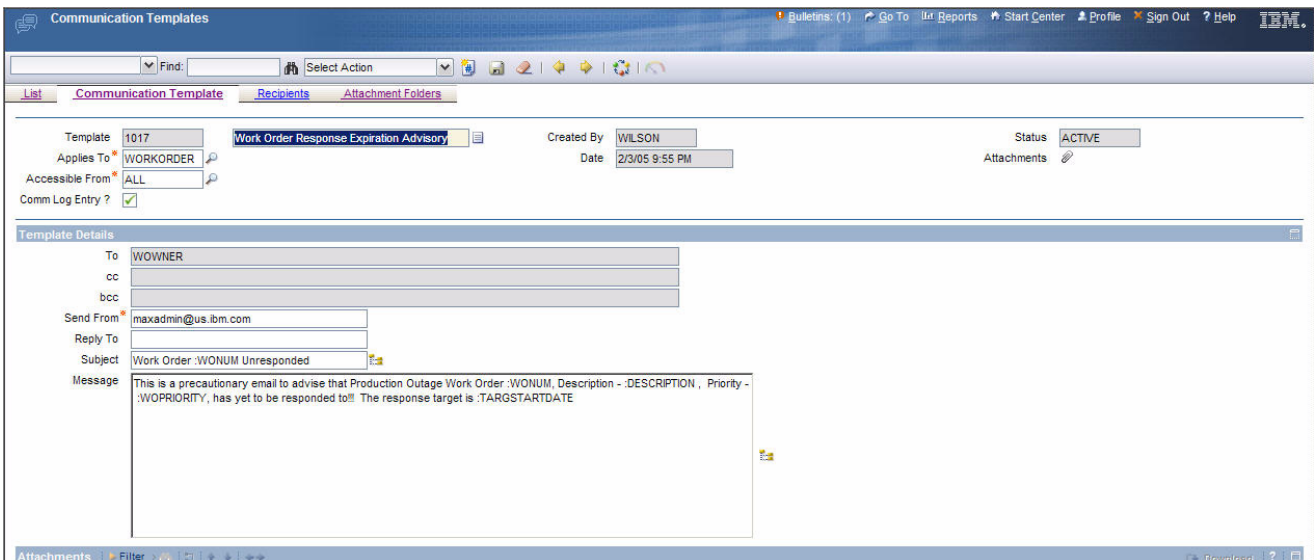 Communication Templates
Bulletins: (1) Go To Reports Start Center Profile Sign Out ? Help IBM.
Find: Select Action
List Communication Template Recipients Attachment Folders
Template 1017 Work Order Response Expiration Advisory Created By WILSON Status ACTIVE
Applies To* WORKORDER Date 2/3/05 9:55 PM Attachments
Accessible From* ALL
Comm Log Entry ?
Template Details
To WOWNER
cc
bcc
Send From* maxadmin@us.ibm.com
Reply To
Subject Work Order :WONUM Unresponded
Message This is a precautionary email to advise that Production Outage Work Order :WONUM, Description - :DESCRIPTION , Priority -
:WOPRIORITY, has yet to be responded to!!! The response target is :TARGSTARTDATE
Attachments Filter Download ?